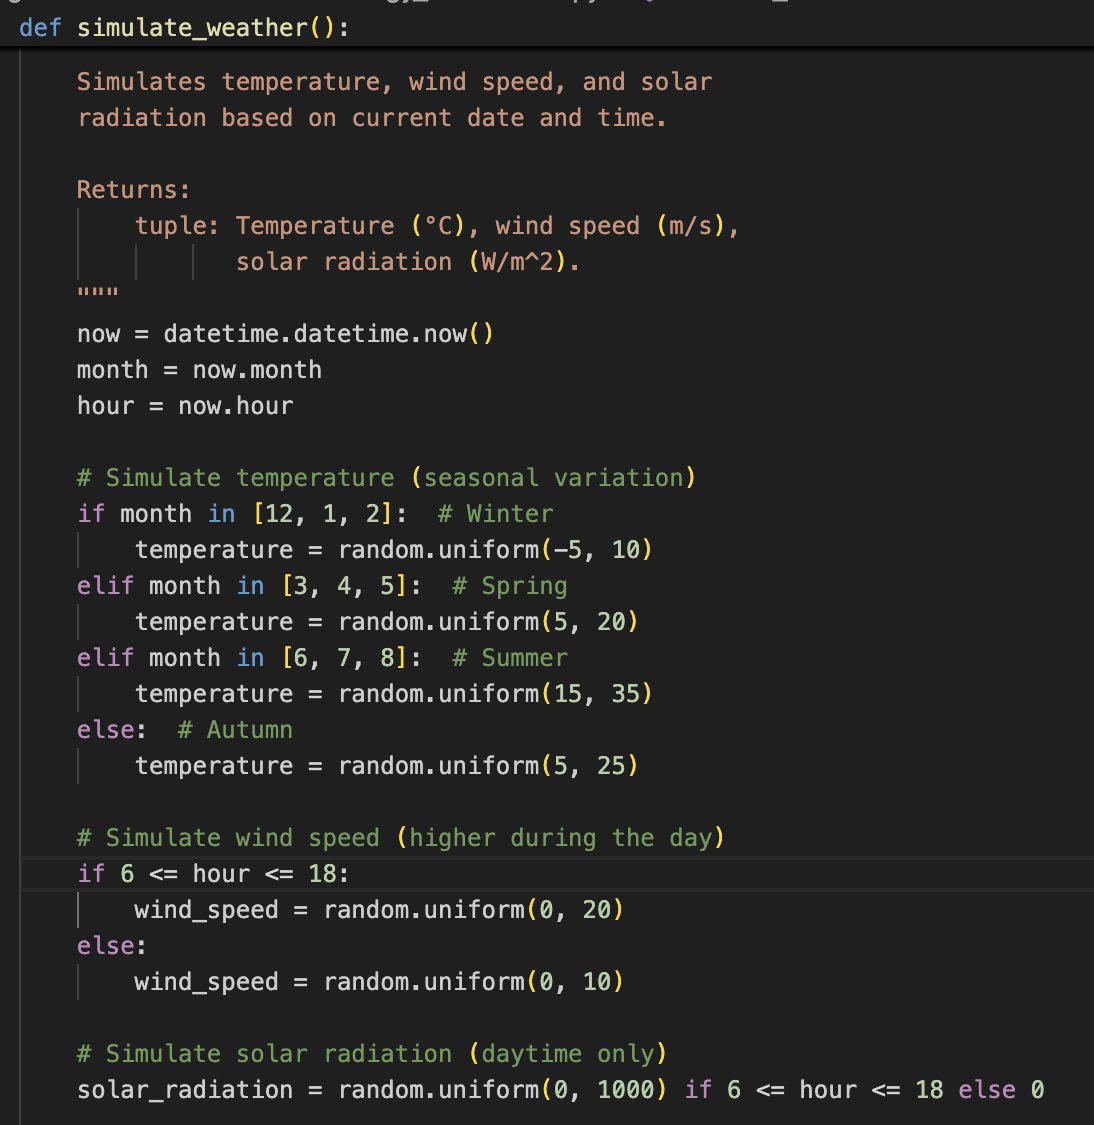 def simulate_weather():
Simulates temperature, wind speed, and solar
radiation based on current date and time.
Returns:
tuple: Temperature (°C), wind speed (m/s),
solar radiation (W/m^2).
"""
now = datetime.datetime.now()
month = now.month
hour = now.hour
# Simulate temperature (seasonal variation)
if month in [12, 1, 2]:  # Winter
temperature = random.uniform(-5, 10)
elif month in [3, 4, 5]:  # Spring
temperature = random.uniform(5, 20)
elif month in [6, 7, 8]:  # Summer
temperature = random.uniform(15, 35)
else:  # Autumn
temperature = random.uniform(5, 25)
# Simulate wind speed (higher during the day)
if 6 <= hour <= 18:
wind_speed = random.uniform(0, 20)
else:
wind_speed = random.uniform(0, 10)
# Simulate solar radiation (daytime only)
solar_radiation = random.uniform(0, 1000) if 6 <= hour <= 18 else 0